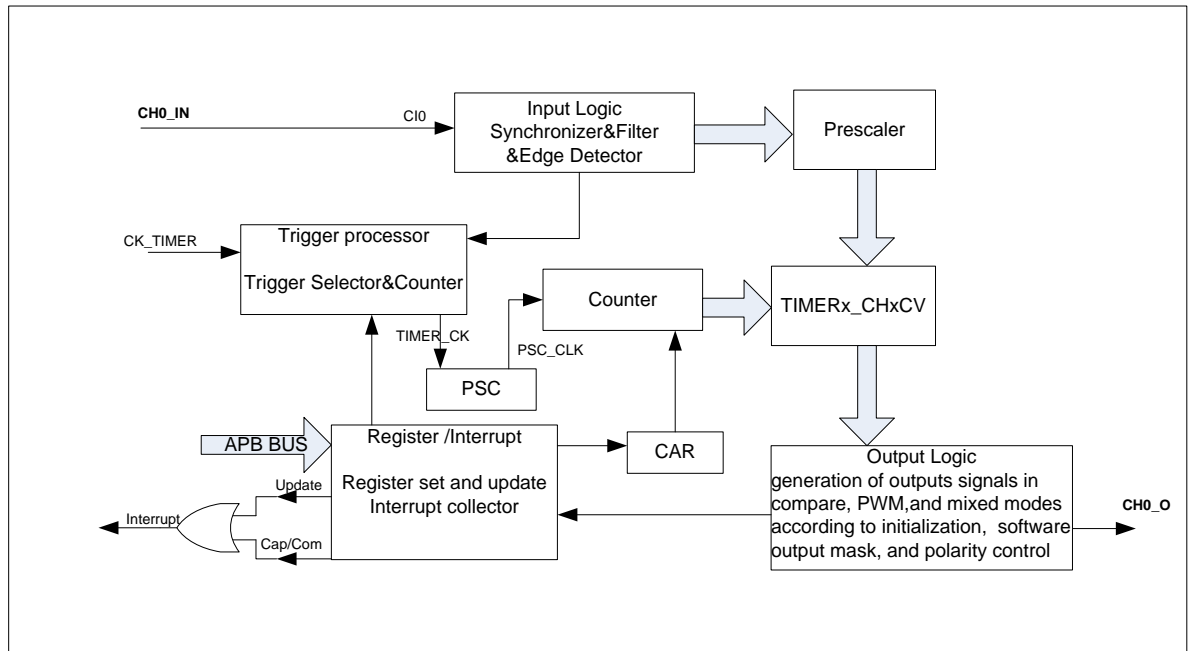 CH0_IN
CI0
Input Logic
Synchronizer&Filter
&Edge Detector
Prescaler
CK_TIMER
Trigger processor
Trigger Selector&Counter
Counter
TIMERx_CHxCV
TIMER_CK
PSC_CLK
PSC
APB BUS
Register /Interrupt
Register set and update
Interrupt collector
CAR
Output Logic
generation of outputs signals in
compare, PWM,and mixed modes
according to initialization, software
output mask, and polarity control
CH0_O
Update
Interrupt
Cap/Com